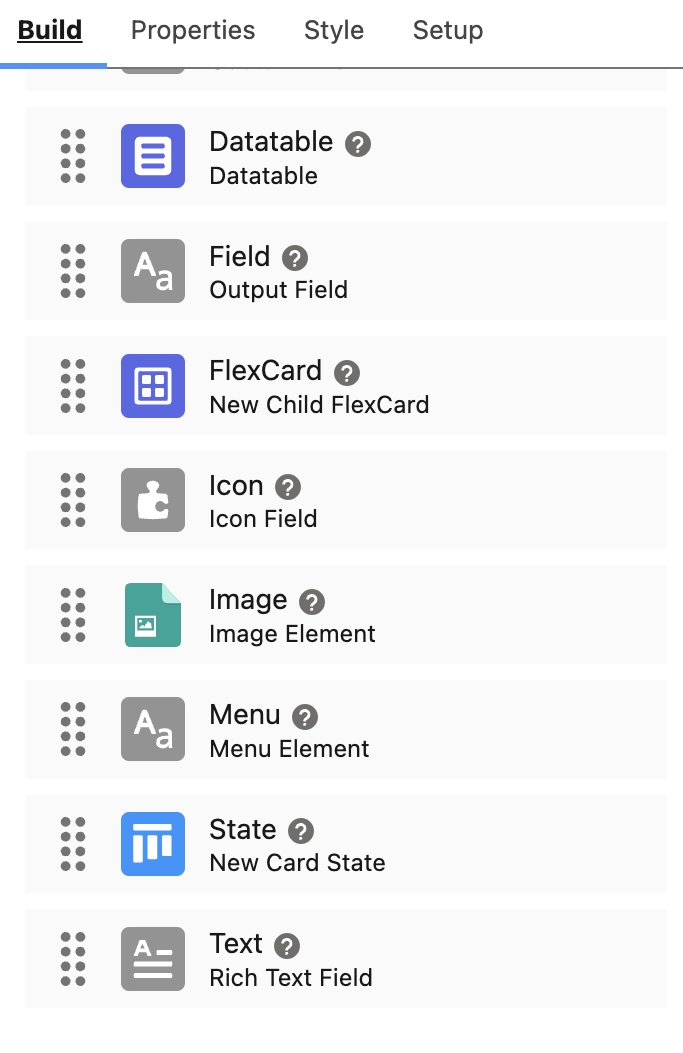 Build Properties Style Setup
Datatable ?
Datatable
Field ?
Output Field
FlexCard ?
New Child FlexCard
Icon ?
Icon Field
Image ?
Image Element
Menu ?
Menu Element
State ?
New Card State
Text ?
Rich Text Field